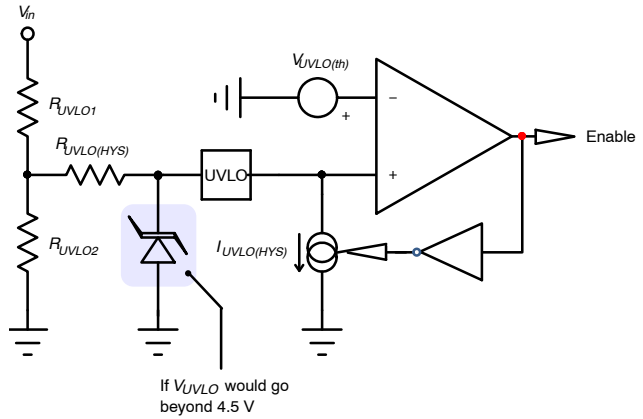 Vin
VUVLO(th)
RUVLO1
−
+
Enable
RUVLO(HYS)
UVLO
+
RUVLO2
IUVLO(HYS)
If VUVLO would go
beyond 4.5 V